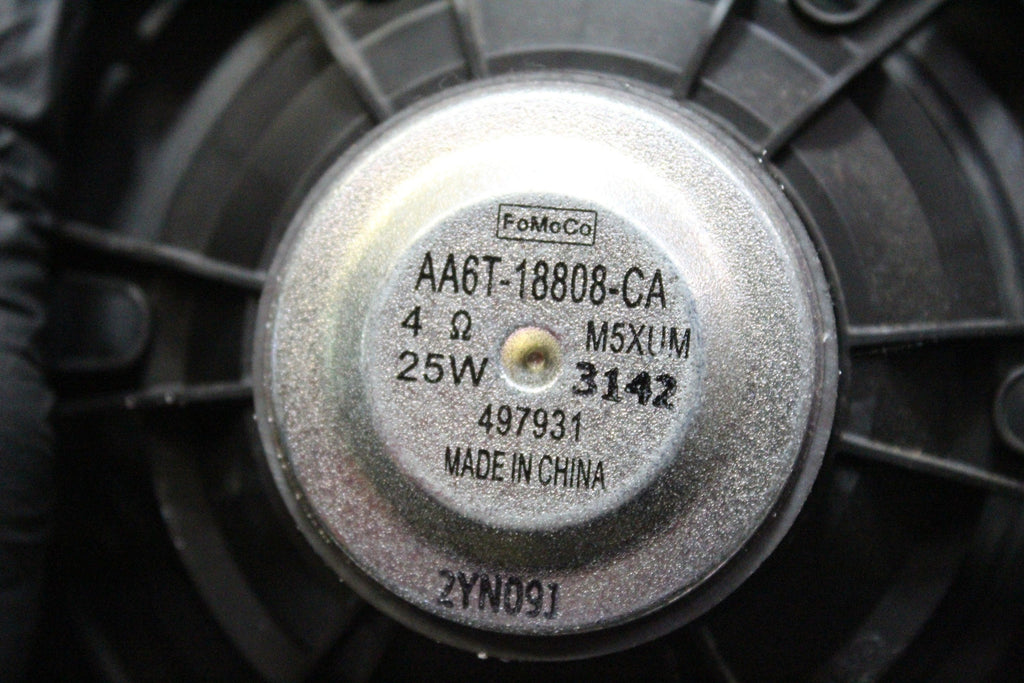 FoMoCo
AA6T-18808-CA
4 Ω M5XUM
25W 3142
497931
MADE IN CHINA
2YN09J